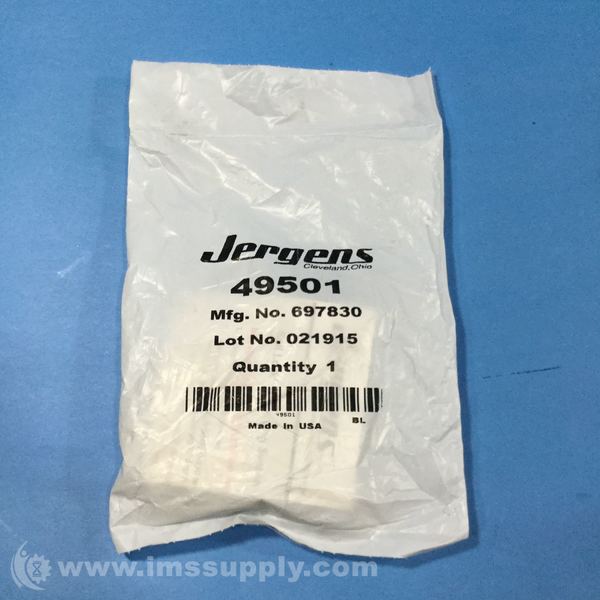 Jergens
Cleveland, Ohio
49501
Mfg. No. 697830
Lot No. 021915
Quantity 1
49501
Made In USA BL
www.imssupply.com